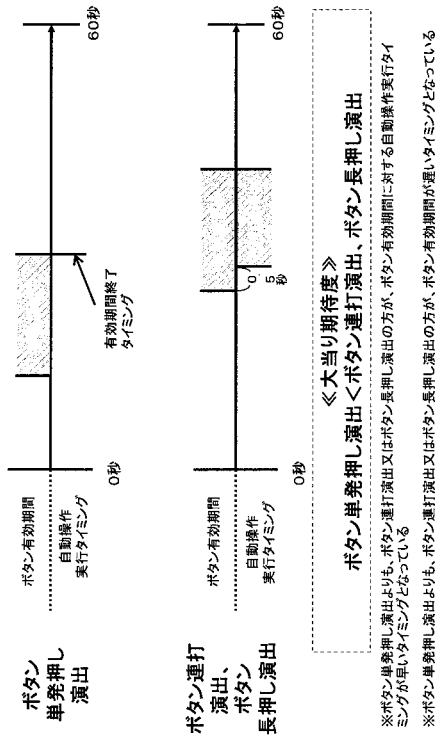 ボタン
単発押し
演出
ボタン有効期間
自動操作
実行タイミング
0秒
有効期間終了
タイミング
60秒
ボタン連打
演出、
ボタン
長押し演出
ボタン有効期間
自動操作
実行タイミング
0秒
0.
5
秒
60秒
≪大当り期待度≫
ボタン単発押し演出<ボタン連打演出、ボタン長押し演出
※ボタン単発押し演出よりも、ボタン連打演出又はボタン長押し演出の方が、ボタン有効期間に対する自動操作実行タイ
ミングが早いタイミングとなっている
※ボタン単発押し演出よりも、ボタン連打演出又はボタン長押し演出の方が、ボタン有効期間が遅いタイミングとなっている